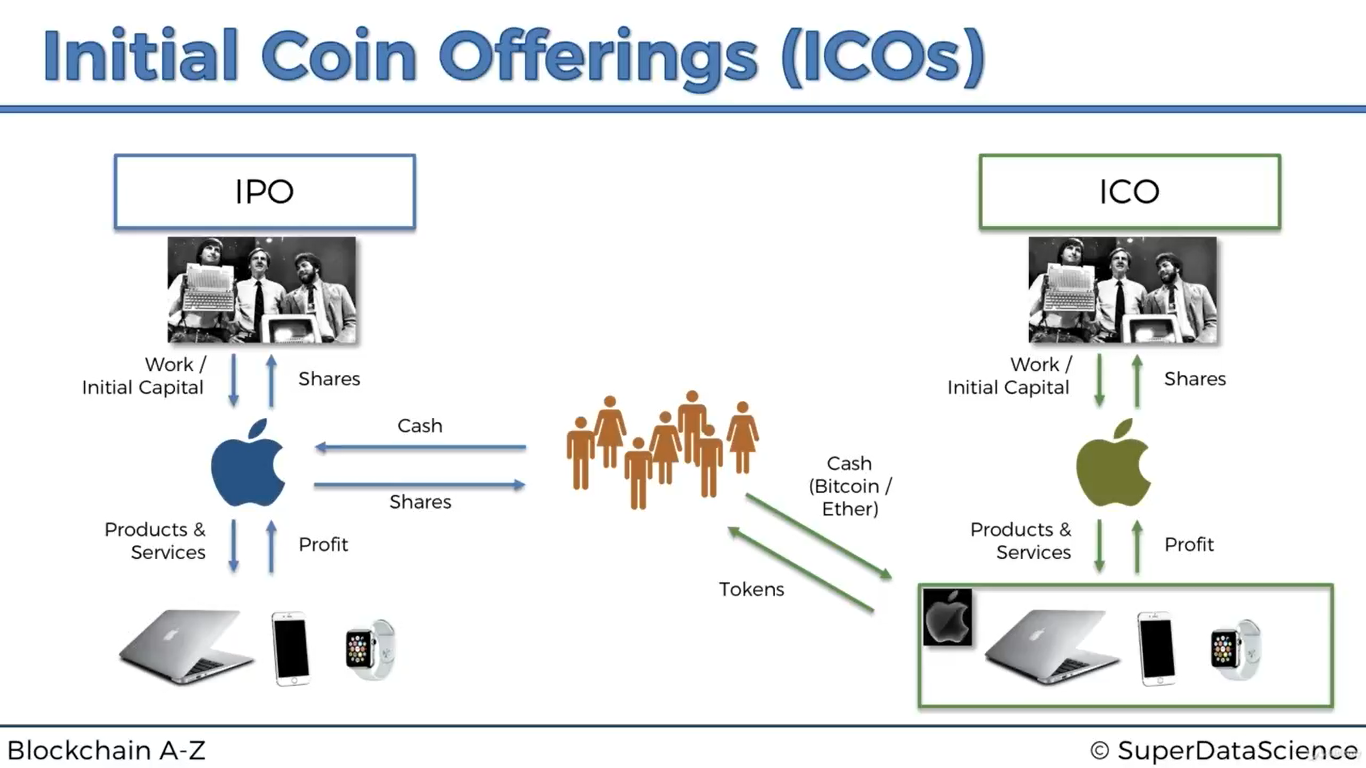 Initial Coin Offerings (ICOs)
IPO
Work /
Initial Capital
Shares
Cash
Shares
Products &
Services
Profit
Cash
(Bitcoin /
Ether)
Tokens
ICO
Work /
Initial Capital
Shares
Products &
Services
Profit
Blockchain A-Z
© SuperDataScience